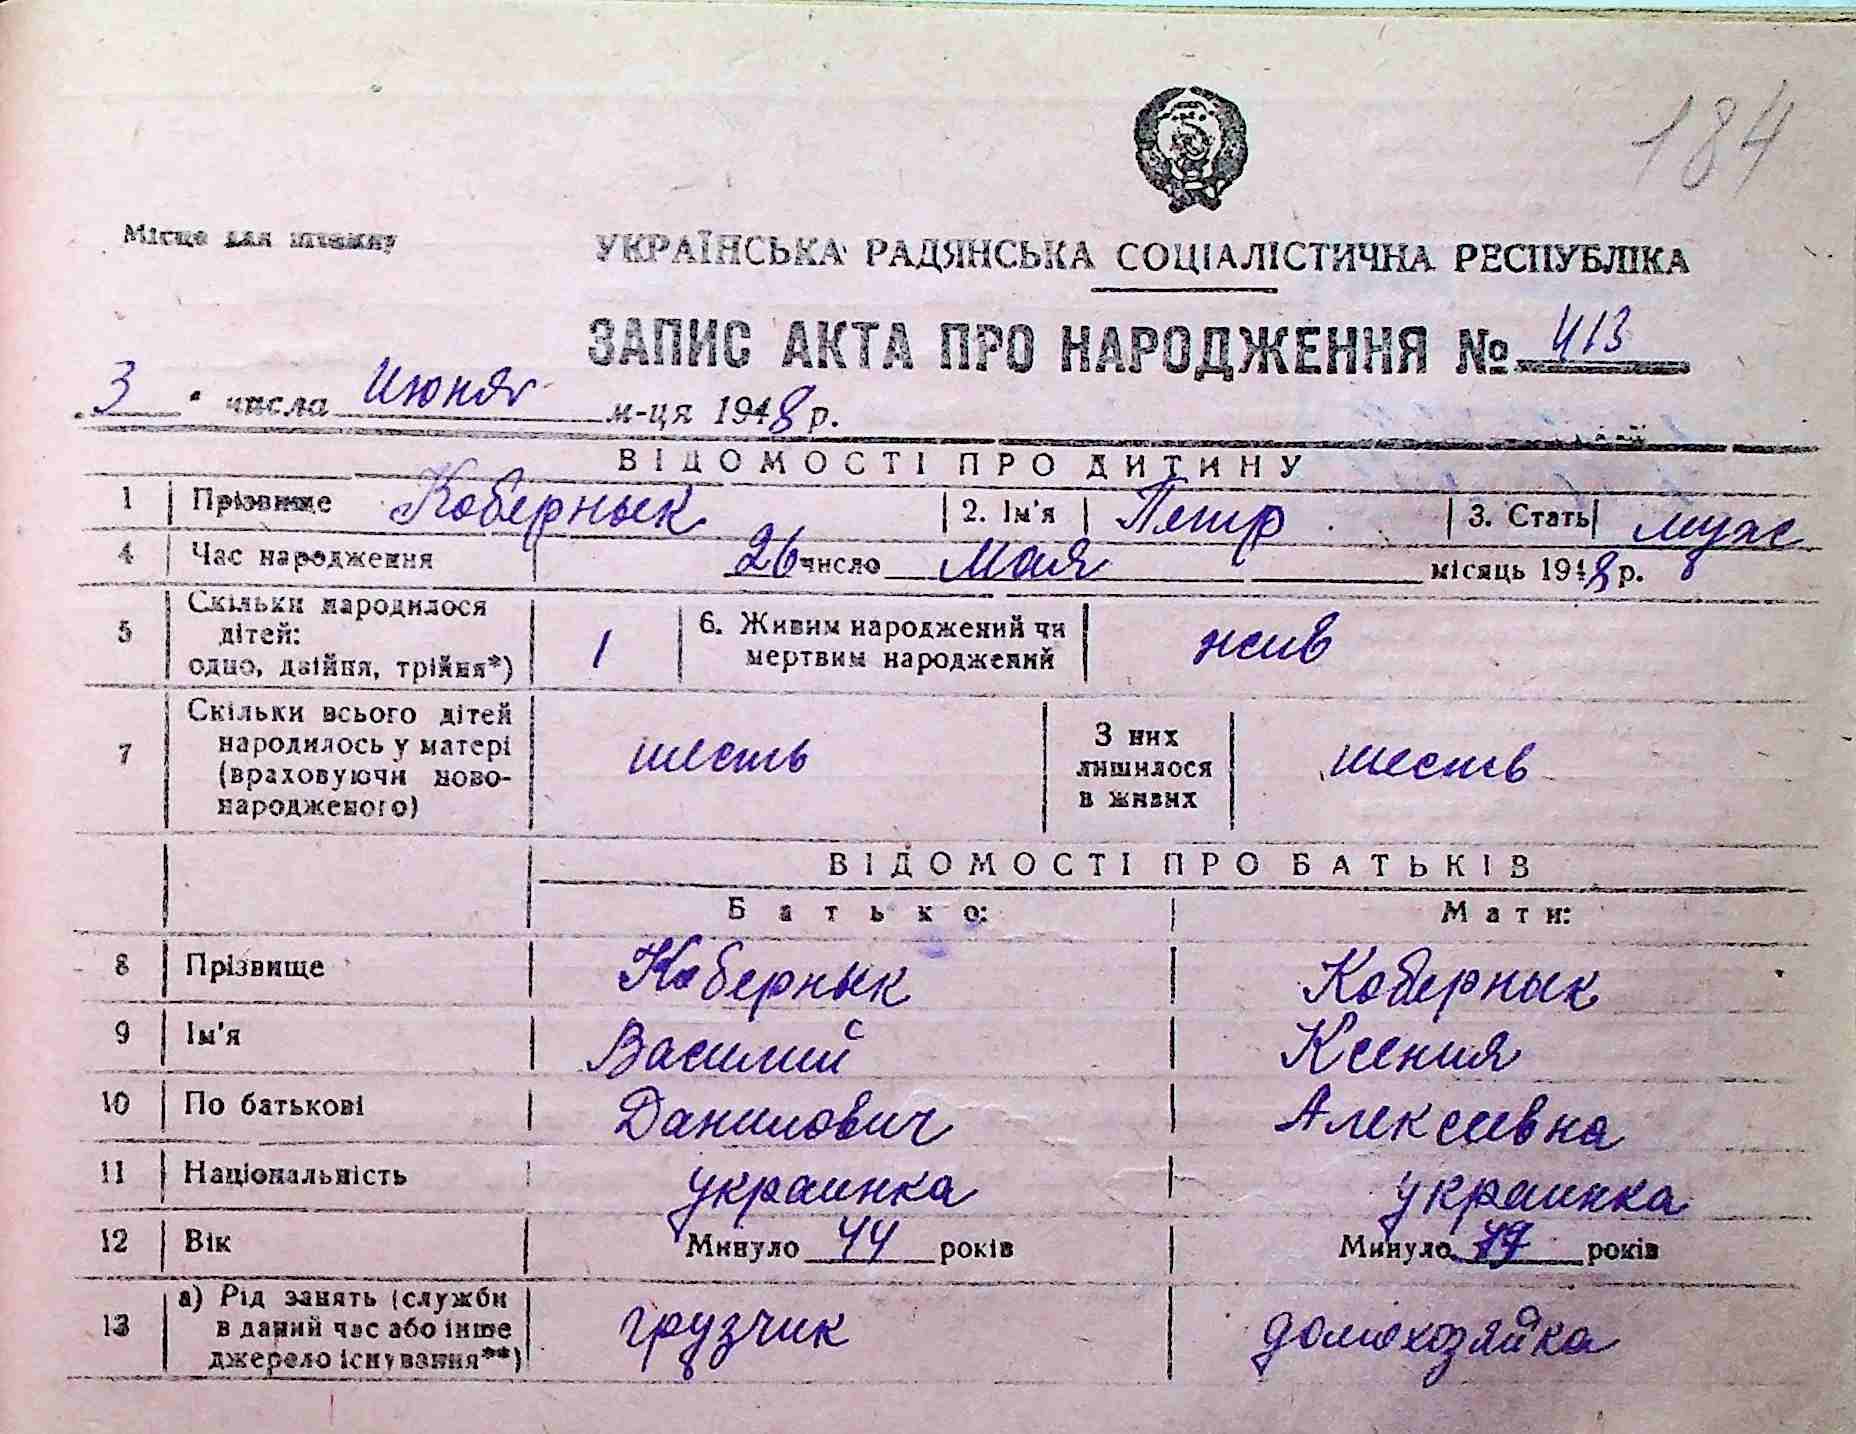 184
Місце для штампу
УКРАЇНСЬКА РАДЯНСЬКА СОЦІАЛІСТИЧНА РЕСПУБЛІКА
ЗАПИС АКТА ПРО НАРОДЖЕННЯ № 413
"3" числа Июня м-ця 1948 р.
ВІДОМОСТІ ПРО ДИТИНУ
1 Прізвище Кобернык 2. Ім'я Петр 3. Стать муж
4 Час народження 26 число Мая місяць 1948 р.
5 Скільки народилося дітей: одно, двійня, трійня*) 1 6. Живим народжений чи мертвим народжений жив
7 Скільки всього дітей народилось у матері (враховуючи ново-народженого) шесть З них лишилося в живих шесть
ВІДОМОСТІ ПРО БАТЬКІВ
Батько: Мати:
8 Прізвище Кобернык Кобернык
9 Ім'я Василий Ксения
10 По батькові Данилович Алексеевна
11 Національність украинка украинка
12 Вік Минуло 44 років Минуло років
13 а) Рід занять (служби в даний час або інше джерело існування**) грузчик домохозяйка